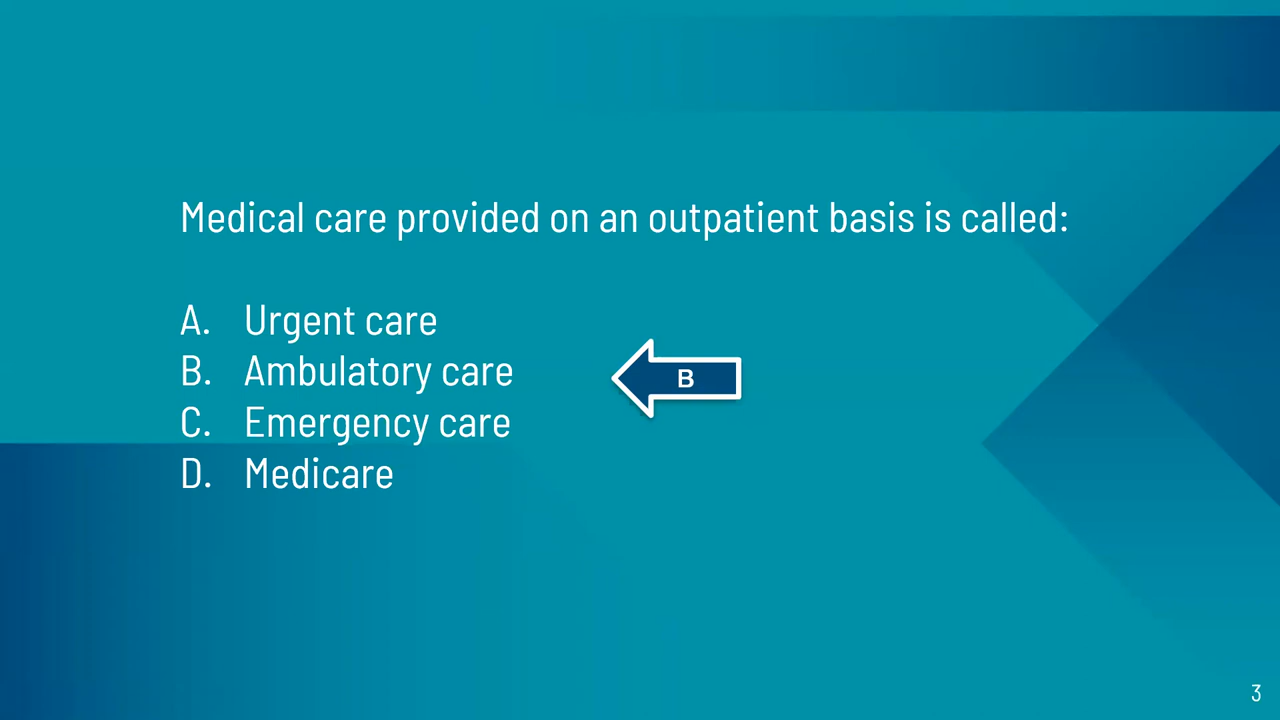 Medical care provided on an outpatient basis is called:
A. Urgent care
B. Ambulatory care
B
C. Emergency care
D. Medicare
3